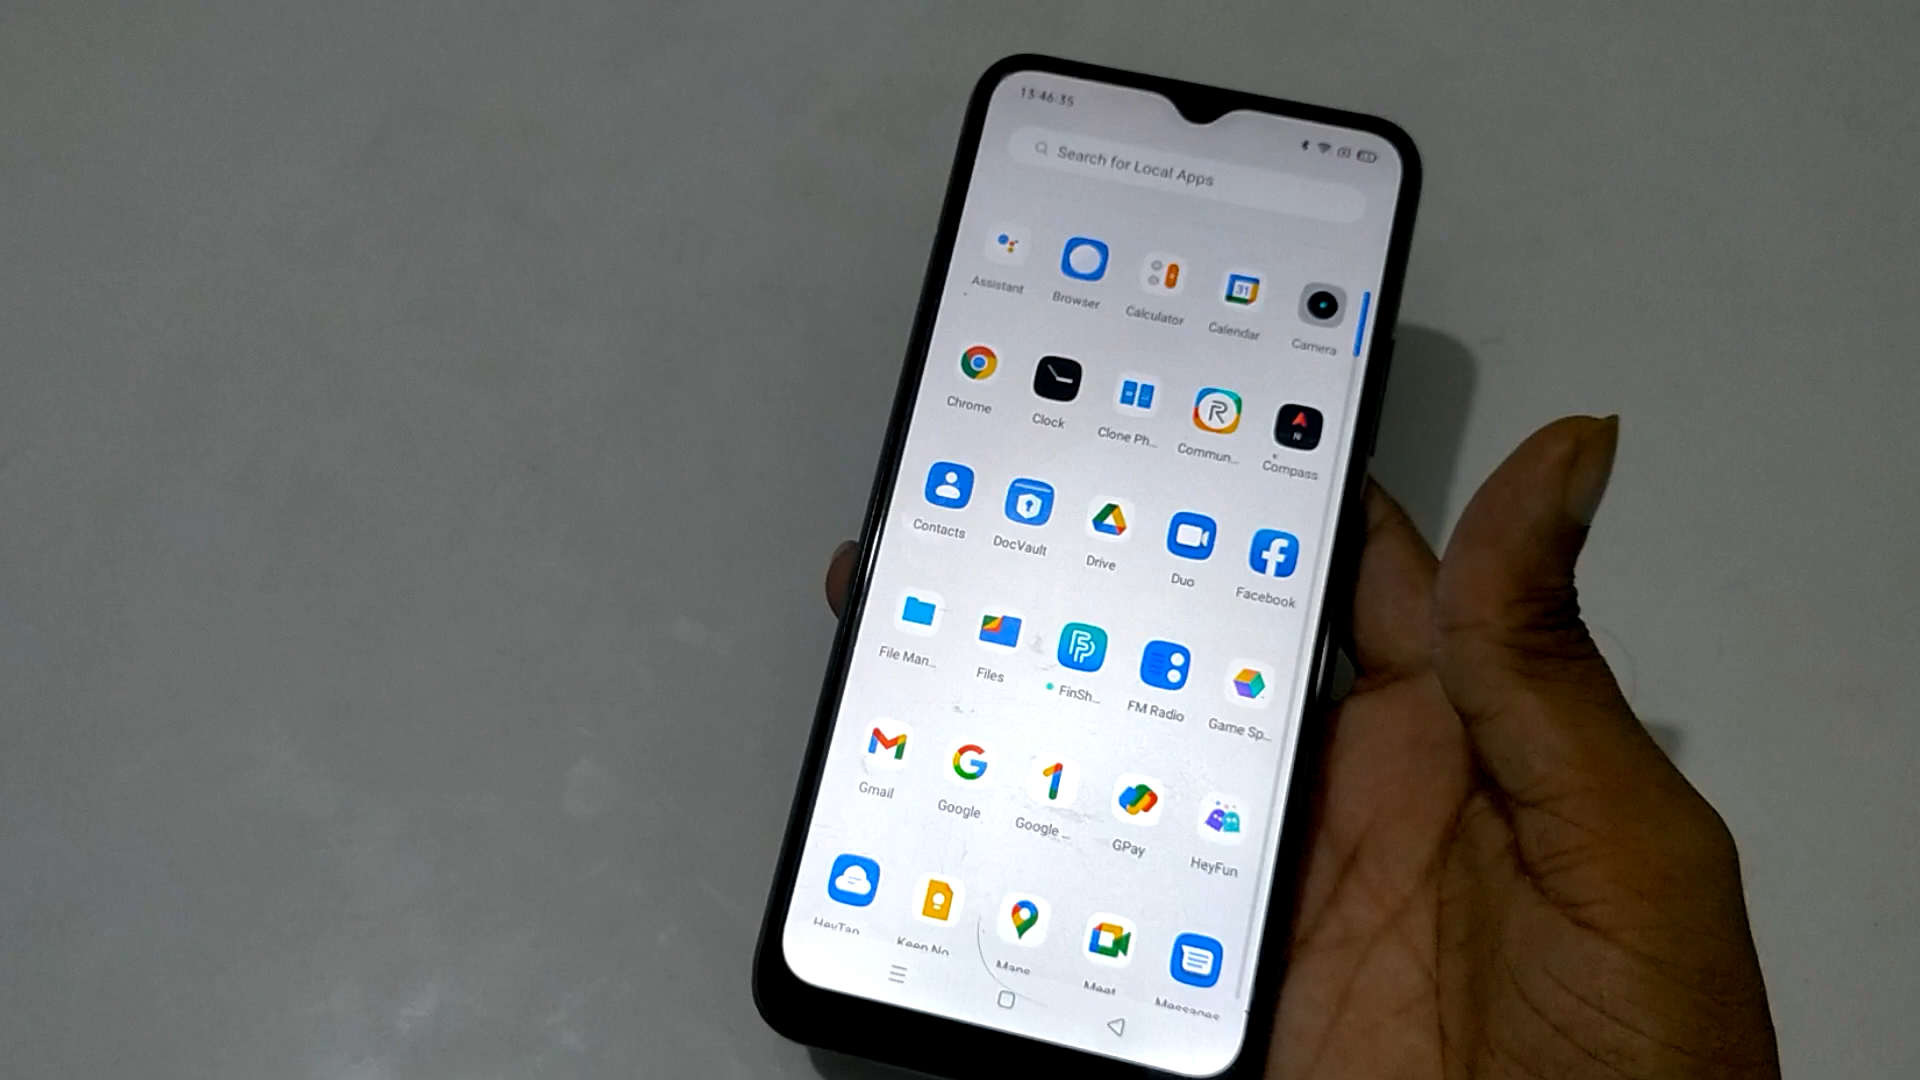 13:46:35
Search for Local Apps
Assistant Browser Calculator Calendar Camera
31
Chrome Clock Clone Ph... Commun... Compass
N
Contacts DocVault Drive Duo Facebook
File Man... Files FinSh... FM Radio Game Sp...
Gmail Google Google ... GPay HeyFun